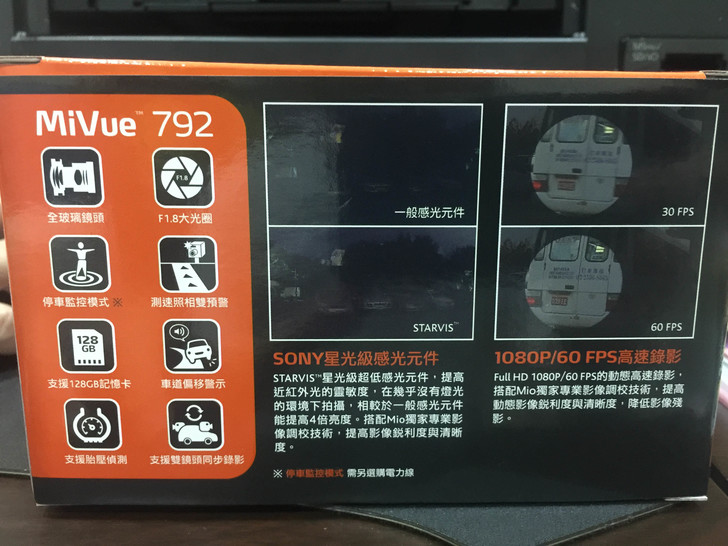 MiVue™ 792
全玻璃鏡頭
F1.8
F1.8大光圈
停車監控模式 ※
測速照相雙預警
128
GB
支援128GB記憶卡
車道偏移警示
支援胎壓偵測
支援雙鏡頭同步錄影
一般感光元件
STARVIS™
SONY星光級感光元件
STARVIS™星光級超低感光元件，提高
近紅外光的靈敏度，在幾乎沒有燈光
的環境下拍攝，相較於一般感光元件
能提高4倍亮度。搭配Mio獨家專業影
像調校技術，提高影像銳利度與清晰
度。
※ 停車監控模式 需另選購電力線
30 FPS
60 FPS
1080P/60 FPS高速錄影
Full HD 1080P/60 FPS的動態高速錄影，
搭配Mio獨家專業影像調校技術，提高
動態影像銳利度與清晰度，降低影像殘
影。